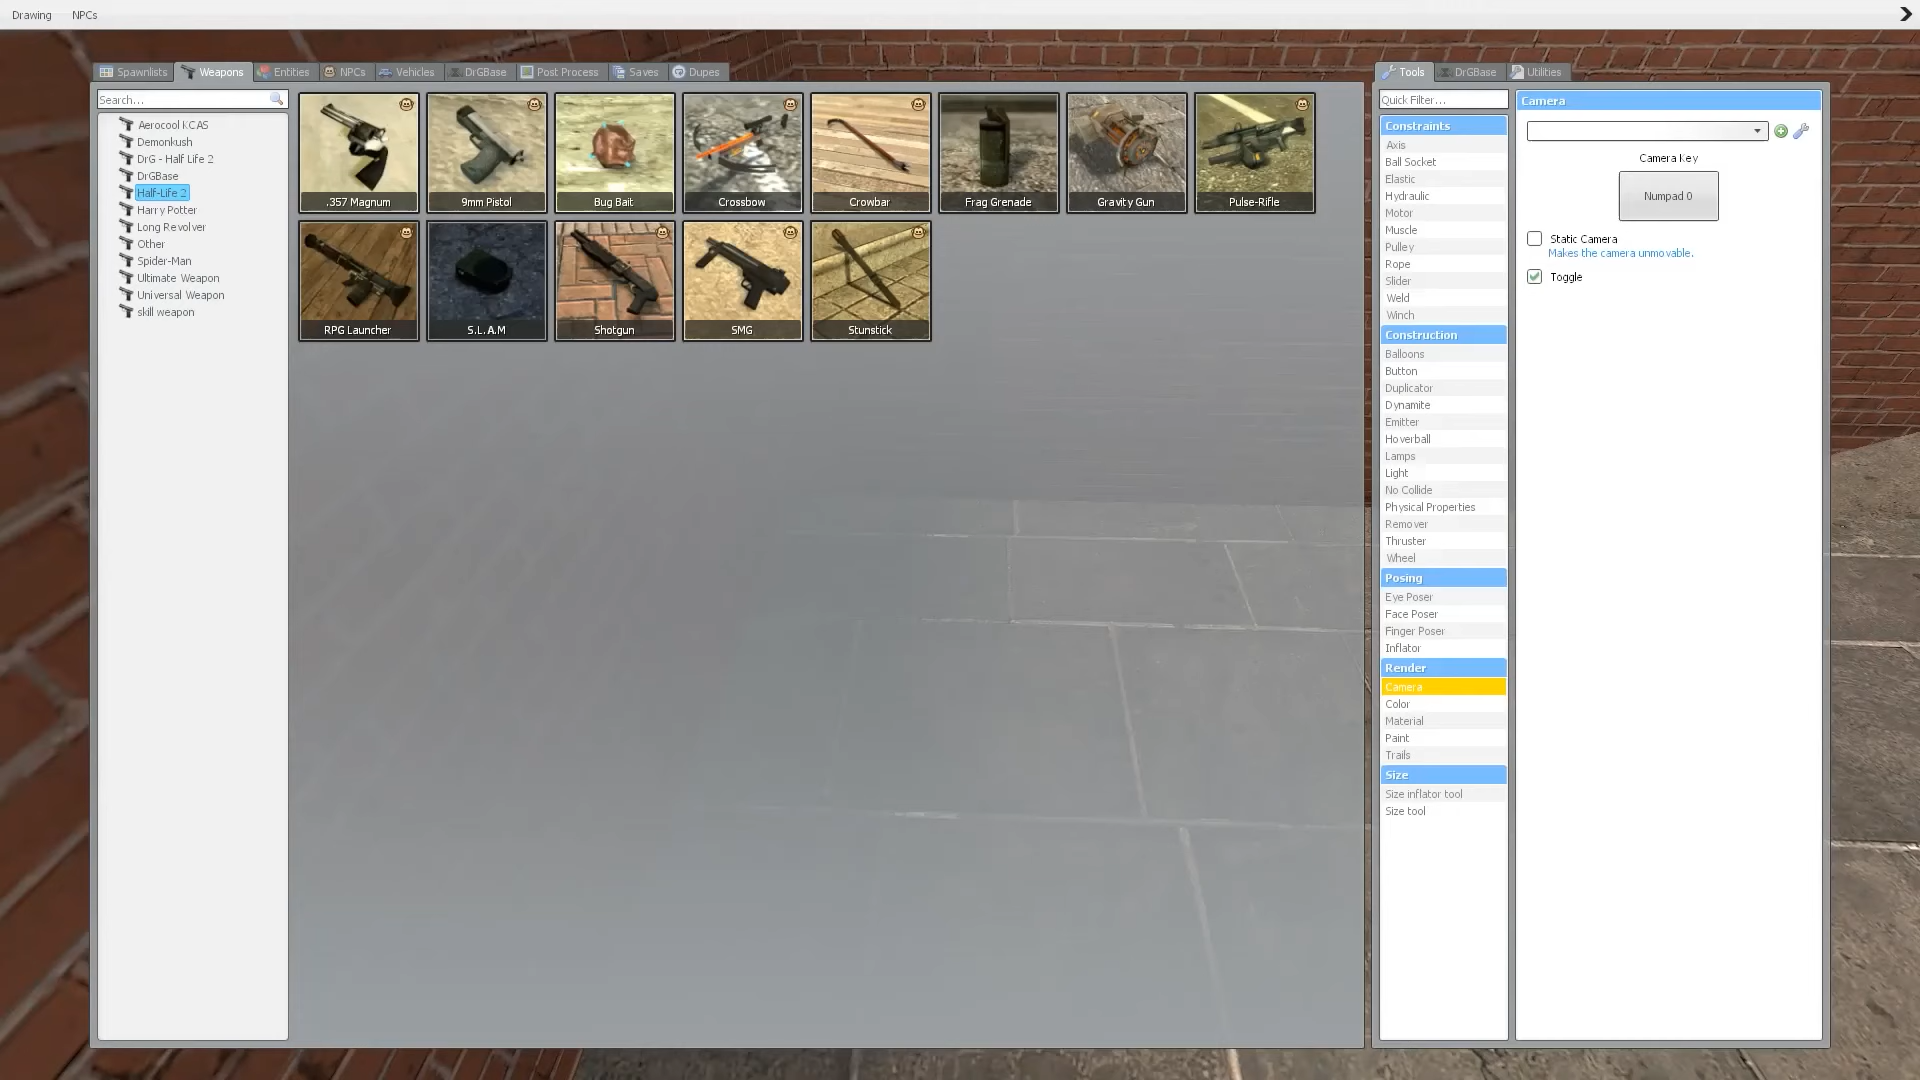 Drawing NPCs
Spawnlists Weapons Entities NPCs Vehicles DrGBase Post Process Saves Dupes
Search...
Aerocool KCAS
Demonkush
DrG - Half Life 2
DrGBase
Half-Life 2
Harry Potter
Long Revolver
Other
Spider-Man
Ultimate Weapon
Universal Weapon
skill weapon
.357 Magnum 9mm Pistol Bug Bait Crossbow Crowbar Frag Grenade Gravity Gun Pulse-Rifle
RPG Launcher S.L.A.M Shotgun SMG Stunstick
Tools DrGBase Utilities
Quick Filter...
Constraints
Axis
Ball Socket
Elastic
Hydraulic
Motor
Muscle
Pulley
Rope
Slider
Weld
Winch
Construction
Balloons
Button
Duplicator
Dynamite
Emitter
Hoverball
Lamps
Light
No Collide
Physical Properties
Remover
Thruster
Wheel
Posing
Eye Poser
Face Poser
Finger Poser
Inflator
Render
Camera
Color
Material
Paint
Trails
Size
Size inflator tool
Size tool
Camera
Camera Key
Numpad 0
Static Camera
Makes the camera unmovable.
Toggle